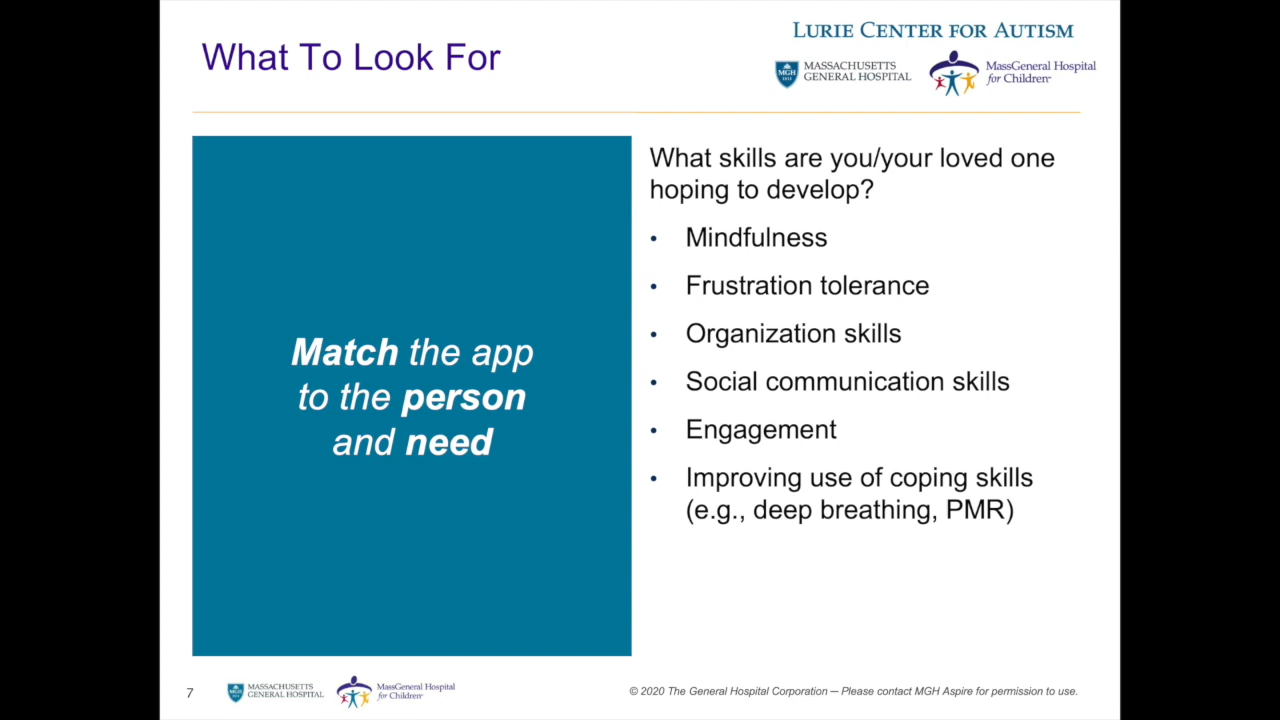 What To Look For
LURIE CENTER FOR AUTISM
MGH
1811
MASSACHUSETTS
GENERAL HOSPITAL
MassGeneral Hospital
for Children
Match the app
to the person
and need
What skills are you/your loved one
hoping to develop?
• Mindfulness
• Frustration tolerance
• Organization skills
• Social communication skills
• Engagement
• Improving use of coping skills
(e.g., deep breathing, PMR)
7
MGH
MASSACHUSETTS
GENERAL HOSPITAL
MassGeneral Hospital
for Children
© 2020 The General Hospital Corporation — Please contact MGH Aspire for permission to use.